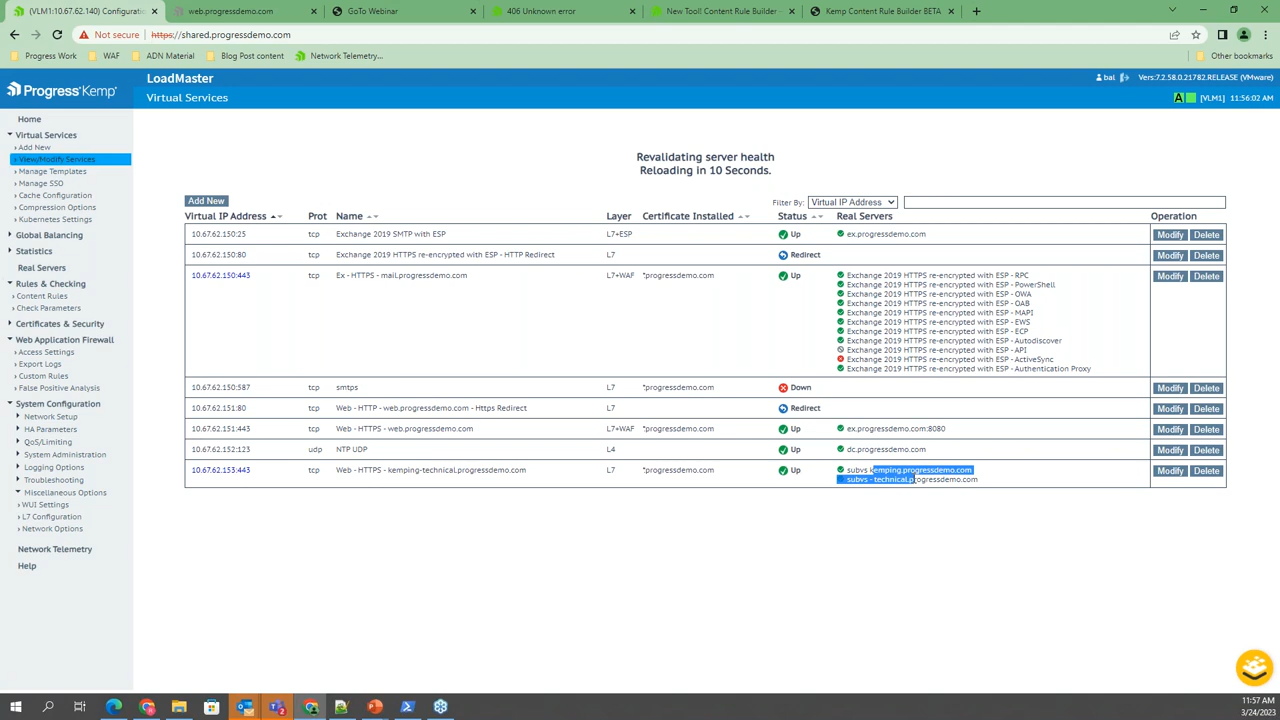 (VLM1:10.67.62.140) Configuratio
web.progressdemo.com
GoTo Webinar
406 Unknown error
New Tool! Content Rule Builder -
Kemp Content Rule Builder BETA
Not secure
https://shared.progressdemo.com
Progress Work
WAF
ADN Material
Blog Post content
Network Telemetry...
Other bookmarks
Progress Kemp
LoadMaster
bal
Vers:7.2.58.0.21782.RELEASE (VMware)
Virtual Services
A
[VLM1] 11:56:02 AM
Home
Virtual Services
Add New
View/Modify Services
Manage Templates
Manage SSO
Cache Configuration
Compression Options
Kubernetes Settings
Global Balancing
Statistics
Real Servers
Rules & Checking
Content Rules
Check Parameters
Certificates & Security
Web Application Firewall
Access Settings
Export Logs
Custom Rules
False Positive Analysis
System Configuration
Network Setup
HA Parameters
QoS/Limiting
System Administration
Logging Options
Troubleshooting
Miscellaneous Options
WUI Settings
L7 Configuration
Network Options
Network Telemetry
Help
Revalidating server health
Reloading in 10 Seconds.
Add New
Filter By: Virtual IP Address
Virtual IP Address Prot Name Layer Certificate Installed Status Real Servers Operation
10.67.62.150:25 tcp Exchange 2019 SMTP with ESP L7+ESP Up ex.progressdemo.com Modify Delete
10.67.62.150:80 tcp Exchange 2019 HTTPS re-encrypted with ESP - HTTP Redirect L7 Redirect Modify Delete
10.67.62.150:443 tcp Ex - HTTPS - mail.progressdemo.com L7+WAF *progressdemo.com Up Exchange 2019 HTTPS re-encrypted with ESP - RPC Modify Delete
Exchange 2019 HTTPS re-encrypted with ESP - PowerShell
Exchange 2019 HTTPS re-encrypted with ESP - OWA
Exchange 2019 HTTPS re-encrypted with ESP - OAB
Exchange 2019 HTTPS re-encrypted with ESP - MAPI
Exchange 2019 HTTPS re-encrypted with ESP - EWS
Exchange 2019 HTTPS re-encrypted with ESP - ECP
Exchange 2019 HTTPS re-encrypted with ESP - Autodiscover
Exchange 2019 HTTPS re-encrypted with ESP - API
Exchange 2019 HTTPS re-encrypted with ESP - ActiveSync
Exchange 2019 HTTPS re-encrypted with ESP - Authentication Proxy
10.67.62.150:587 tcp smtps L7 *progressdemo.com Down Modify Delete
10.67.62.151:80 tcp Web - HTTP - web.progressdemo.com - Https Redirect L7 Redirect Modify Delete
10.67.62.151:443 tcp Web - HTTPS - web.progressdemo.com L7+WAF *progressdemo.com Up ex.progressdemo.com:8080 Modify Delete
10.67.62.152:123 udp NTP UDP L4 Up dc.progressdemo.com Modify Delete
10.67.62.153:443 tcp Web - HTTPS - kemping-technical.progressdemo.com L7 *progressdemo.com Up subvs kemping.progressdemo.com Modify Delete
subvs - technical.progressdemo.com
11:57 AM
3/24/2023